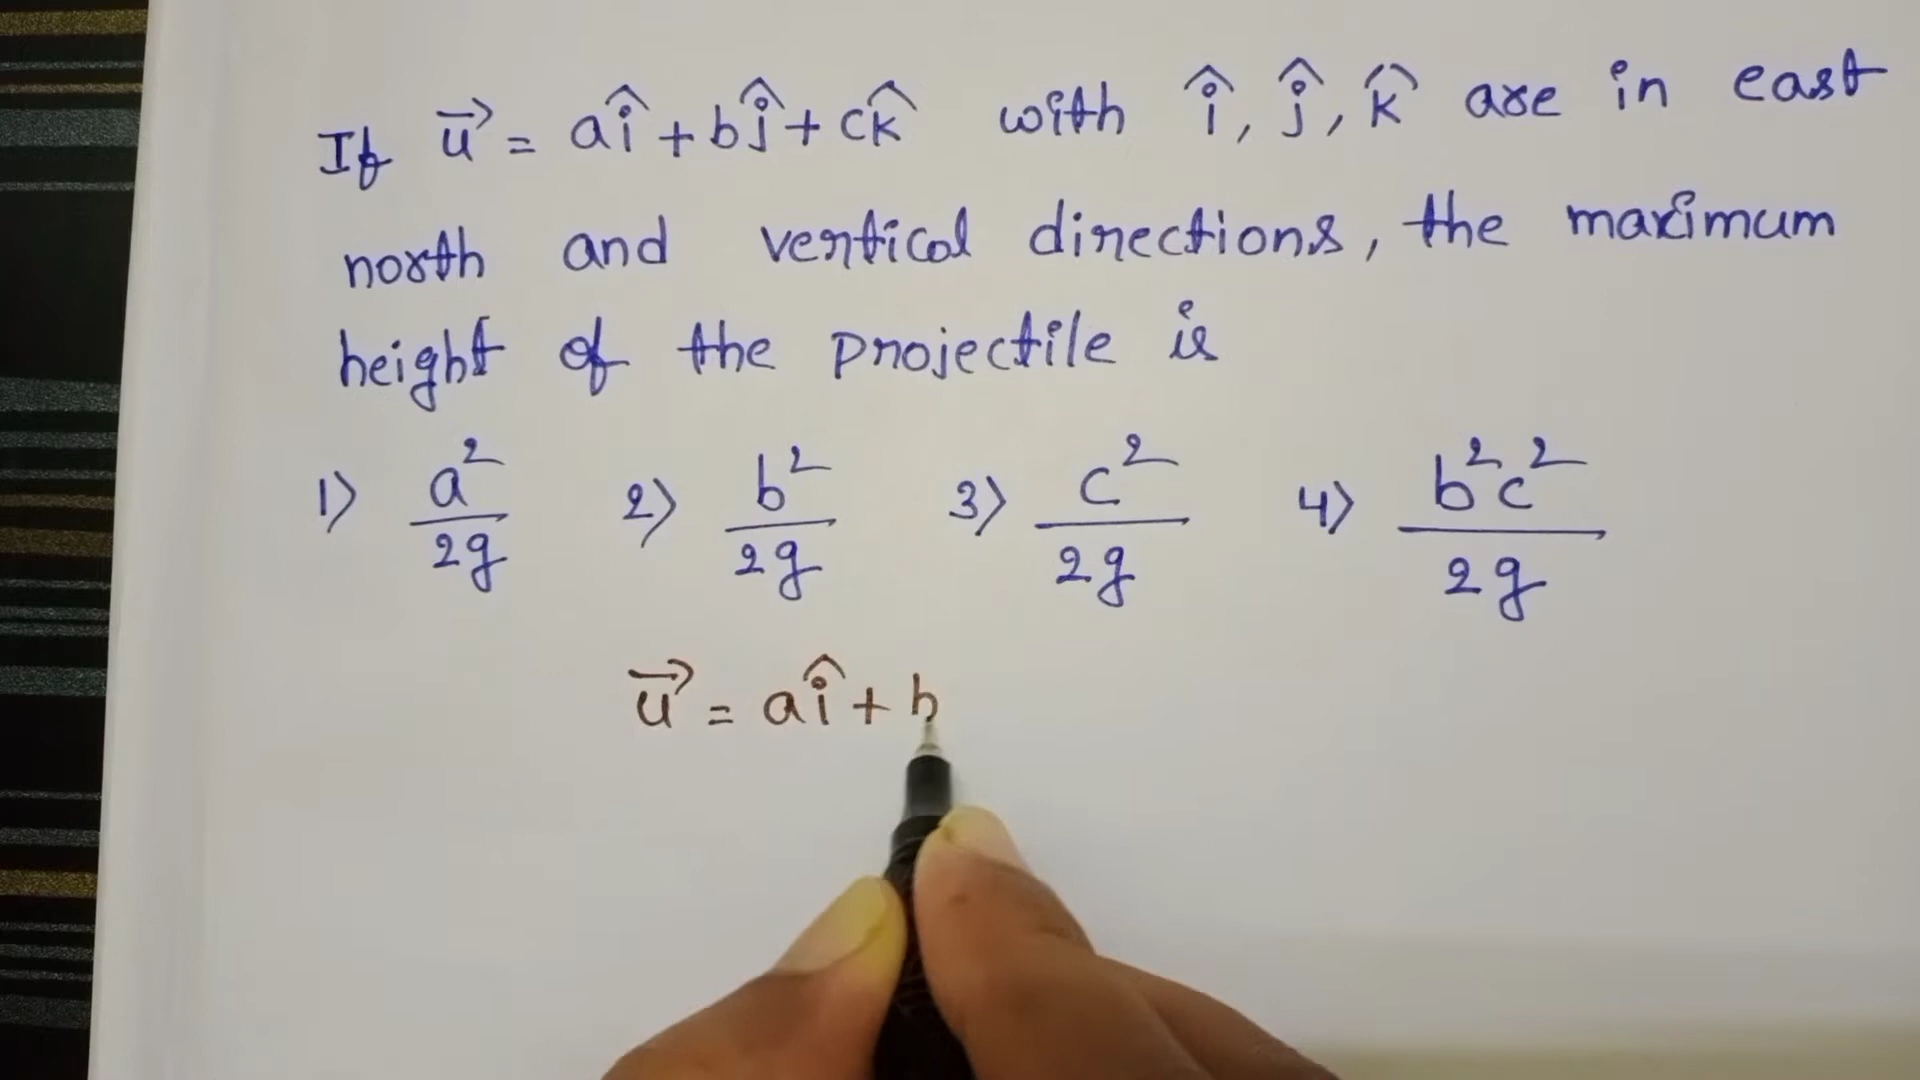 If u⃗ = aî + bĵ + ck̂ with î, ĵ, k̂ are in east
north and vertical directions, the maximum
height of the projectile is
1) a²/2g 2) b²/2g 3) c²/2g 4) b²c²/2g
u⃗ = aî + b